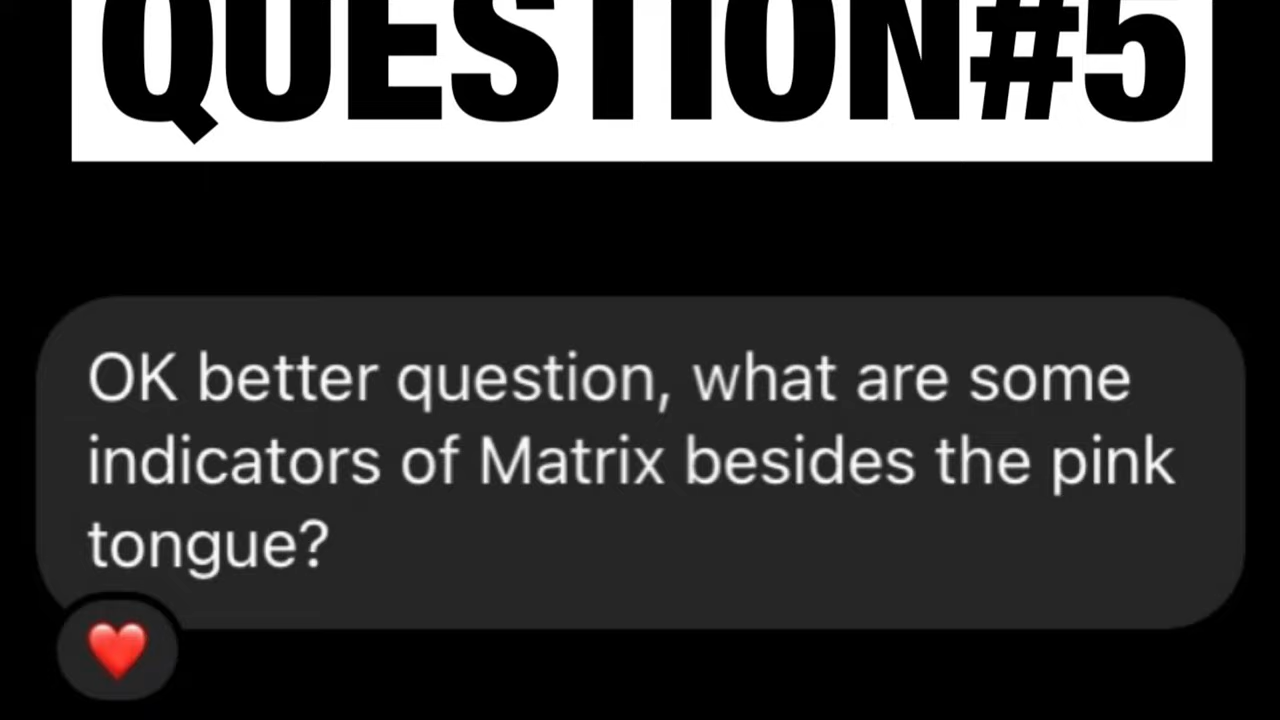 QUESTION#5
OK better question, what are some
indicators of Matrix besides the pink
tongue?